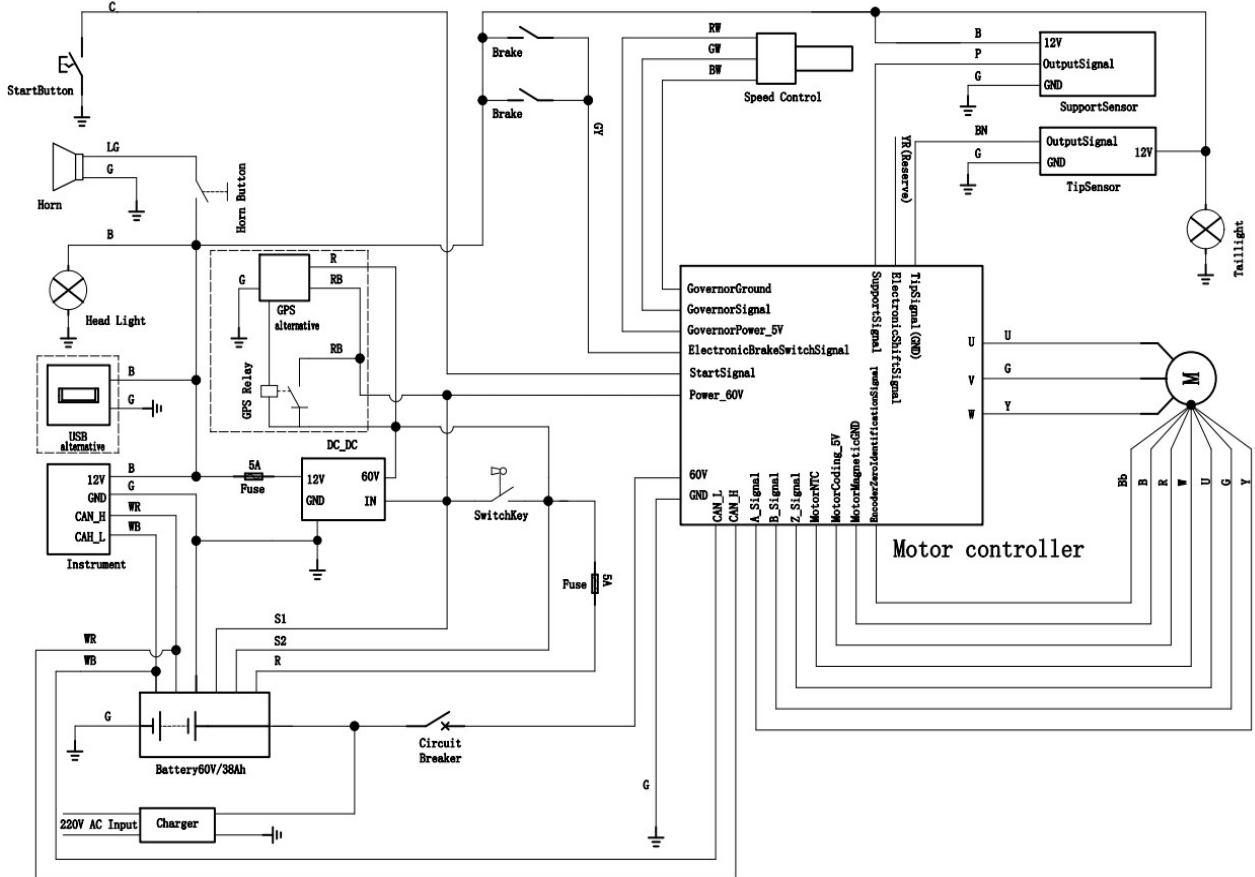 C
StartButton
LG
G
Horn
Horn Button
B
Head Light
B
G
USB
alternative
5A
Fuse
B
G
WR
WB
12V
GND
CAN_H
CAH_L
Instrument
R
RB
G
GPS
alternative
RB
GPS Relay
DC_DC
12V
60V
GND
IN
SwitchKey
Fuse
5A
S1
S2
R
WR
WB
G
Battery60V/38Ah
Circuit
Breaker
220V AC Input
Charger
Brake
Brake
GY
RW
GW
BW
Speed Control
B
P
G
12V
OutputSignal
GND
SupportSensor
BN
G
OutputSignal
12V
GND
TipSensor
YR(Reserve)
Taillight
GovernorGround
GovernorSignal
GovernorPower_5V
ElectronicBrakeSwitchSignal
StartSignal
Power_60V
60V
GND
SupportSignal
ElectronicShiftSignal
TipSignal(GND)
U
V
W
U
G
Y
M
CAN_L
CAN_H
A_Signal
B_Signal
Z_Signal
MotorNTC
MotorCoding_5V
MotorMagneticGND
EncoderZeroIdentificationSignal
Motor controller
Bb
B
R
W
U
G
Y
G